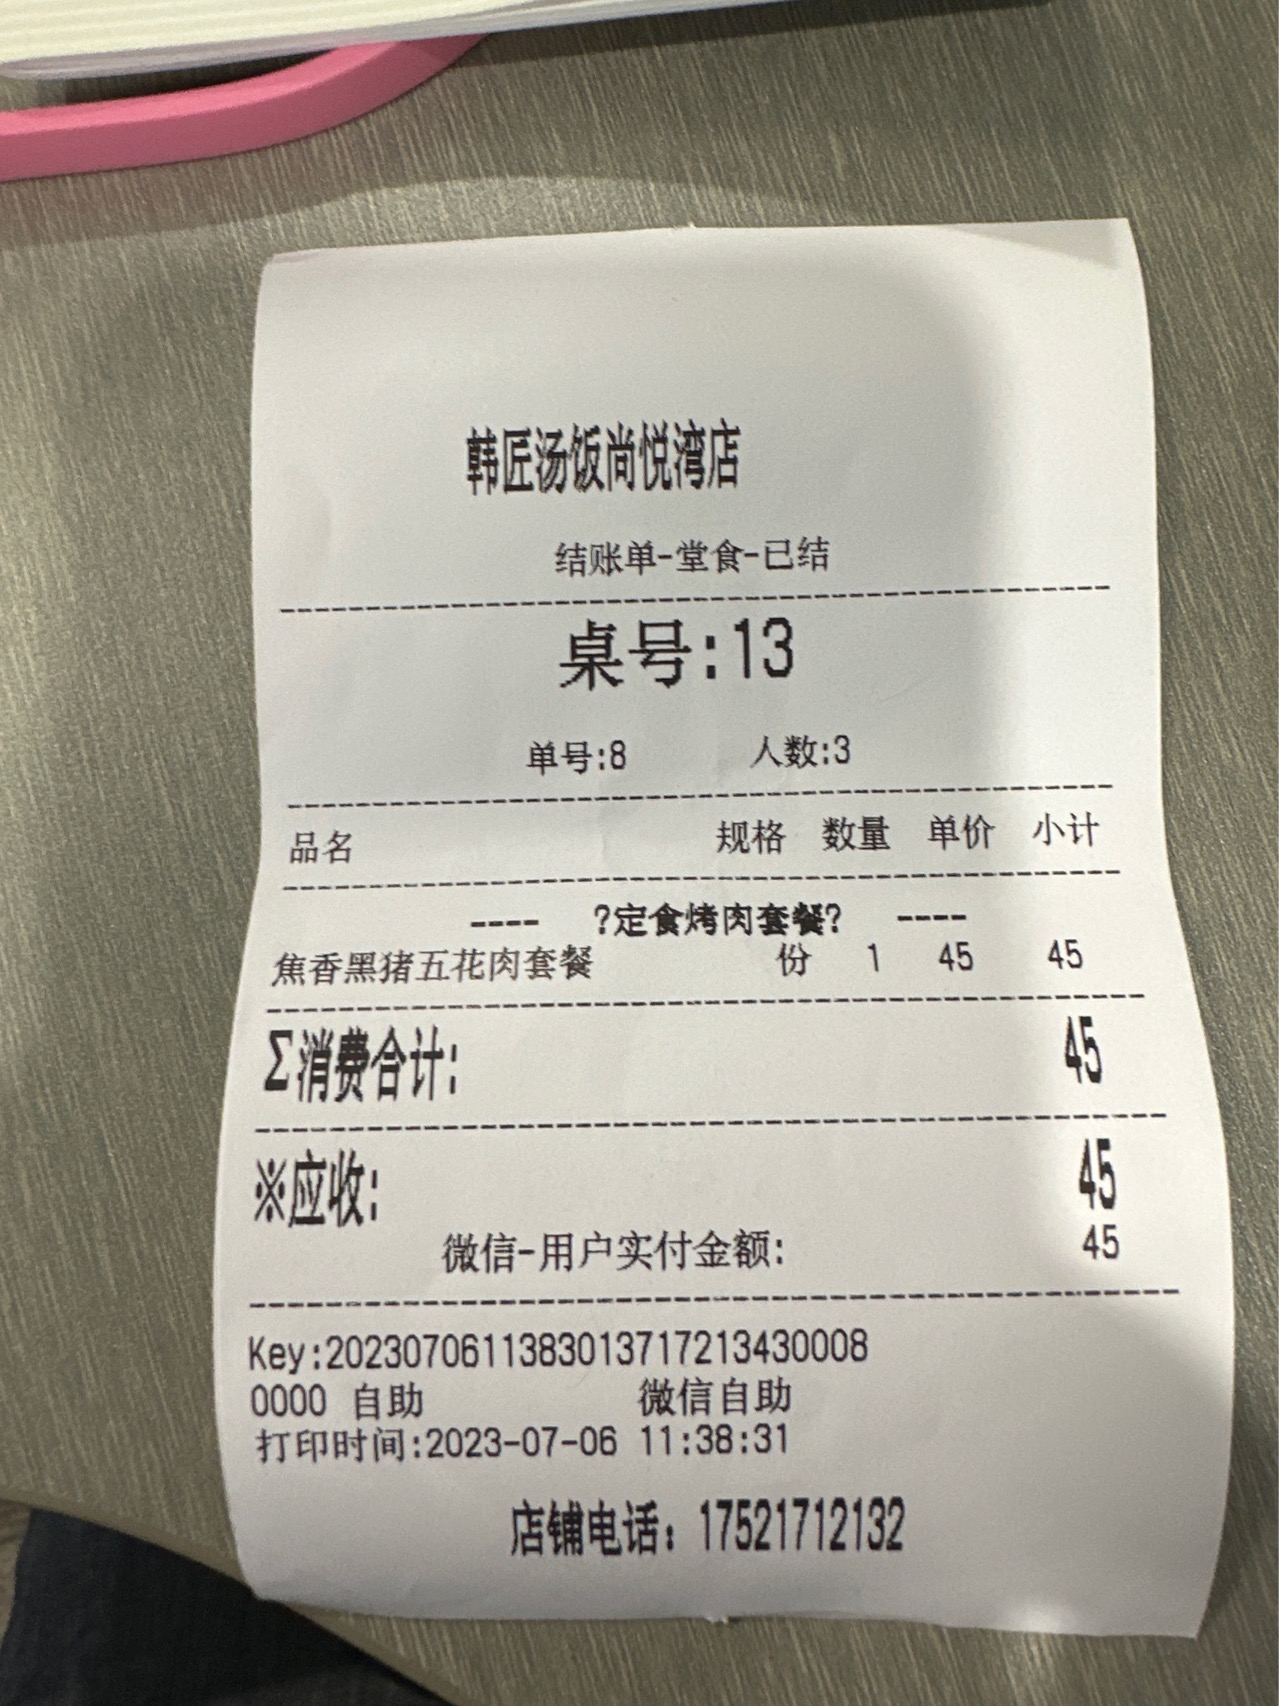 韩匠汤饭尚悦湾店
结账单-堂食-已结
桌号:13
单号:8 人数:3
品名 规格 数量 单价 小计
---- ?定食烤肉套餐? ----
焦香黑猪五花肉套餐 份 1 45 45
Σ消费合计: 45
※应收: 45
微信-用户实付金额: 45
Key:20230706113830137172134​30008
0000 自助 微信自助
打印时间:2023-07-06 11:38:31
店铺电话：17521712132